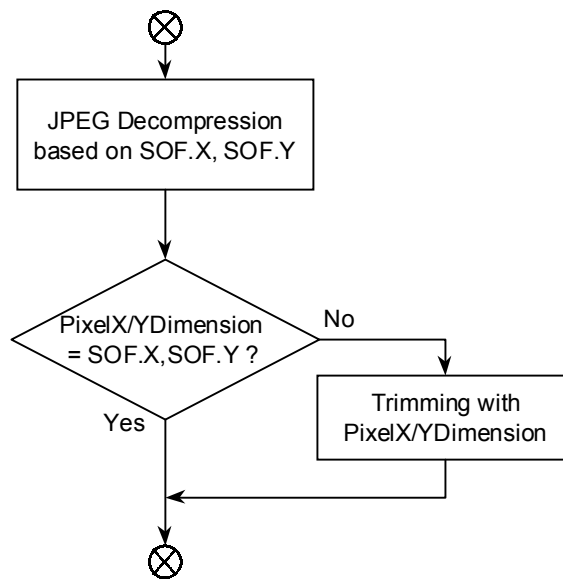 JPEG Decompression
based on SOF.X, SOF.Y
PixelX/YDimension
= SOF.X,SOF.Y ?
No
Yes
Trimming with
PixelX/YDimension